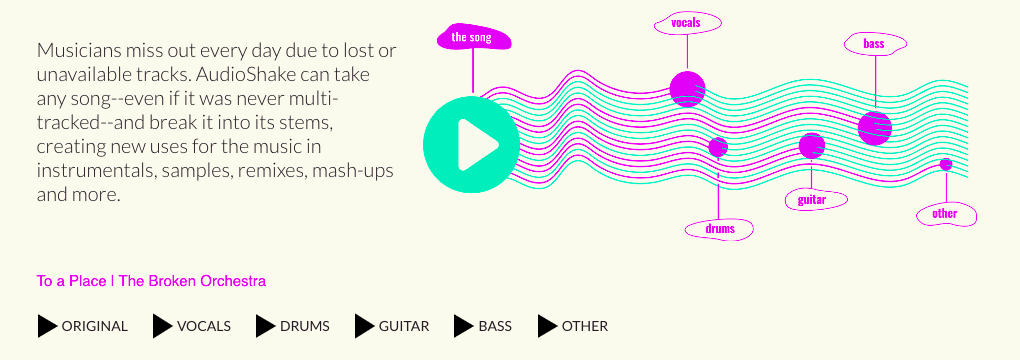 Musicians miss out every day due to lost or
unavailable tracks. AudioShake can take
any song--even if it was never multi-
tracked--and break it into its stems,
creating new uses for the music in
instrumentals, samples, remixes, mash-ups
and more.
the song
vocals
bass
drums
guitar
other
To a Place | The Broken Orchestra
ORIGINAL VOCALS DRUMS GUITAR BASS OTHER